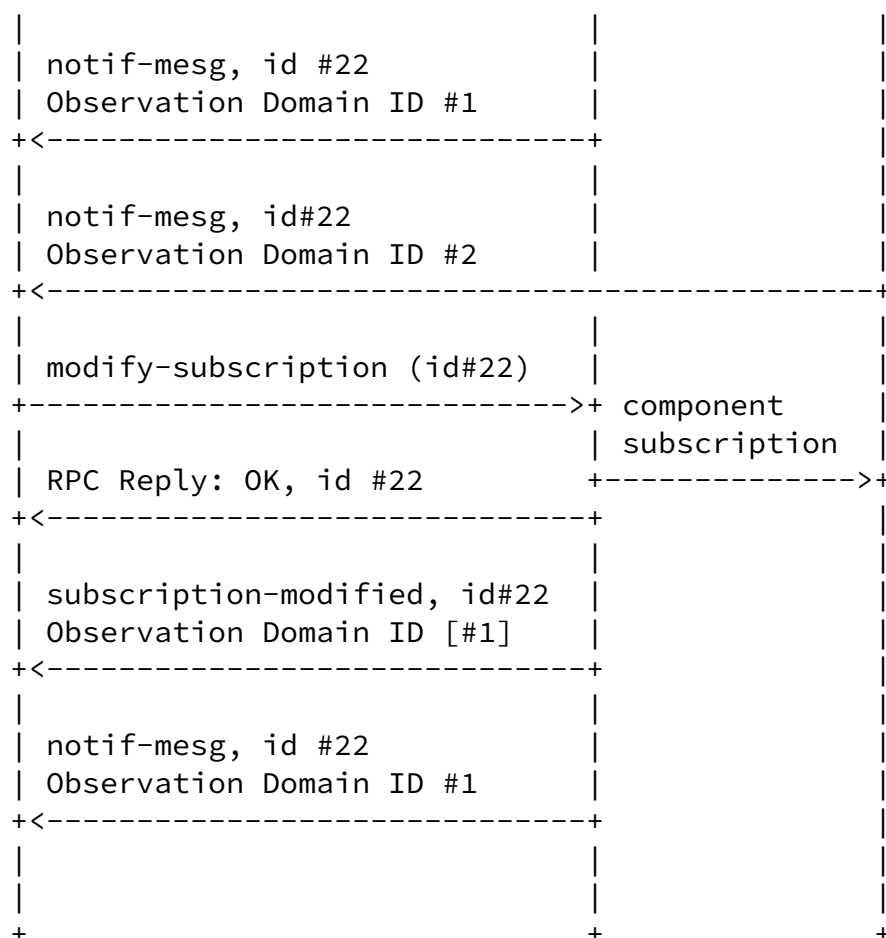 notif-mesg, id #22
Observation Domain ID #1
notif-mesg, id#22
Observation Domain ID #2
modify-subscription (id#22)
component
subscription
RPC Reply: OK, id #22
subscription-modified, id#22
Observation Domain ID [#1]
notif-mesg, id #22
Observation Domain ID #1